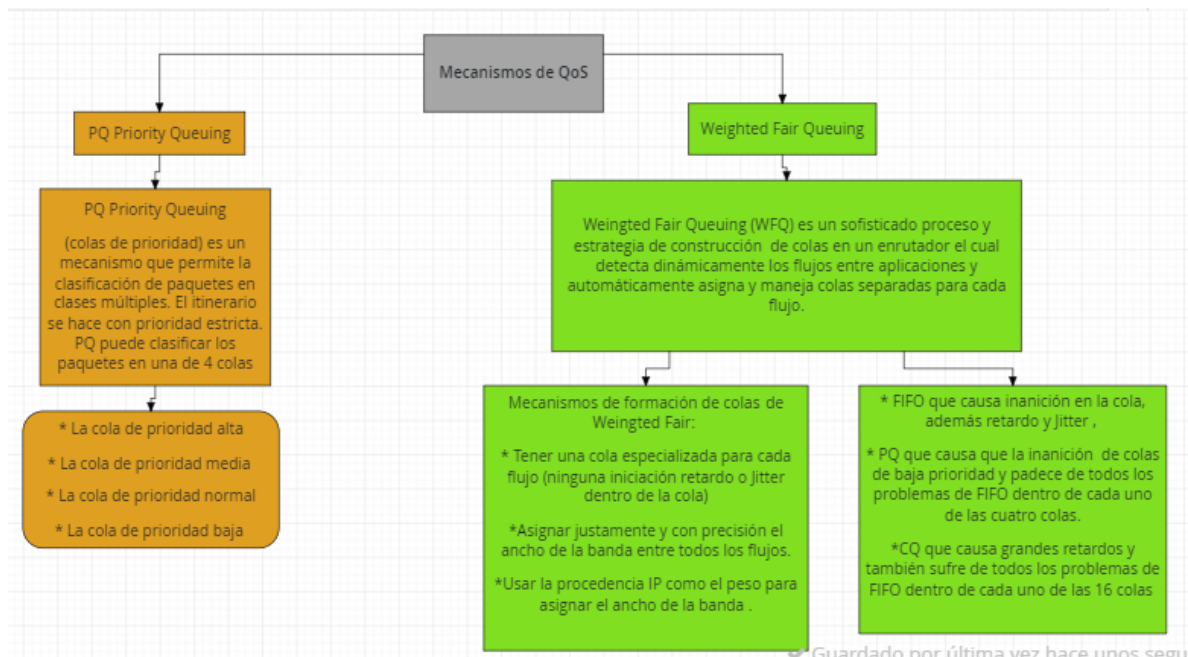 Mecanismos de QoS
PQ Priority Queuing
PQ Priority Queuing
(colas de prioridad) es un
mecanismo que permite la
clasificación de paquetes en
clases múltiples. El itinerario
se hace con prioridad estricta.
PQ puede clasificar los
paquetes en una de 4 colas
* La cola de prioridad alta
* La cola de prioridad media
* La cola de prioridad normal
* La cola de prioridad baja
Weighted Fair Queuing
Weingted Fair Queuing (WFQ) es un sofisticado proceso y
estrategia de construcción de colas en un enrutador el cual
detecta dinámicamente los flujos entre aplicaciones y
automáticamente asigna y maneja colas separadas para cada
flujo.
Mecanismos de formación de colas de
Weingted Fair:
* Tener una cola especializada para cada
flujo (ninguna iniciación retardo o Jitter
dentro de la cola)
*Asignar justamente y con precisión el
ancho de la banda entre todos los flujos.
*Usar la procedencia IP como el peso para
asignar el ancho de la banda .
* FIFO que causa inanición en la cola,
además retardo y Jitter ,
* PQ que causa que la inanición de colas
de baja prioridad y padece de todos los
problemas de FIFO dentro de cada uno
de las cuatro colas.
*CQ que causa grandes retardos y
también sufre de todos los problemas de
FIFO dentro de cada uno de las 16 colas
Guardado por última vez hace unos segu